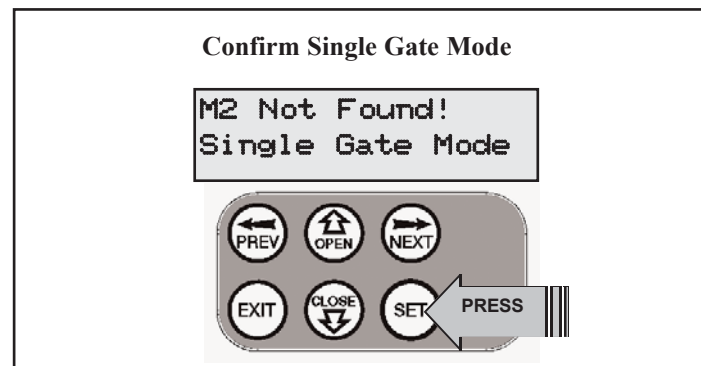 Confirm Single Gate Mode
M2 Not Found!
Single Gate Mode
PREV OPEN NEXT
EXIT CLOSE SET PRESS